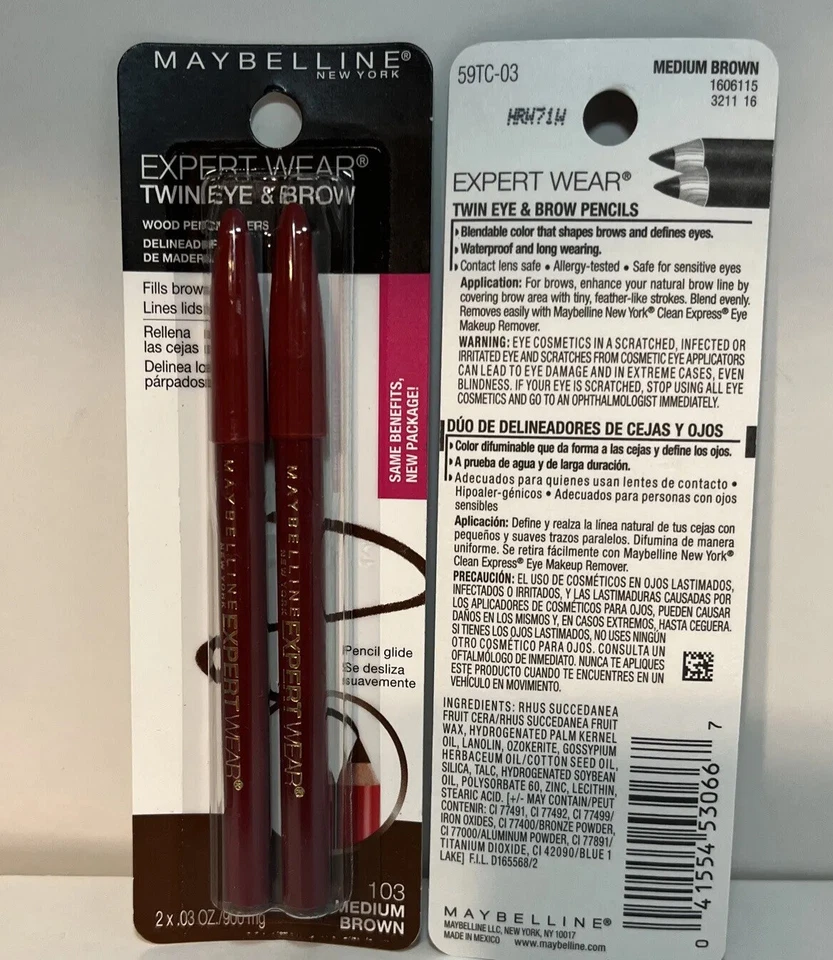 MAYBELLINE®
NEW YORK
EXPERT WEAR®
TWIN EYE & BROW
WOOD
DE
Fills
Lines lids
Rellena
las cejas
Delinea
párpados
SAME BENEFITS,
NEW PACKAGE!
MAYBELLINE
NEW YORK
EXPERT WEAR®
MAYBELLINE
NEW YORK
EXPERT WEAR®
Pencil glide
Se desliza
suavemente
103
MEDIUM
BROWN
2 x .03 OZ./900 mg
59TC-03
MEDIUM BROWN
1606115
3211 16
HRW71W
EXPERT WEAR®
TWIN EYE & BROW PENCILS
Blendable color that shapes brows and defines eyes.
Waterproof and long wearing.
Contact lens safe • Allergy-tested • Safe for sensitive eyes
Application: For brows, enhance your natural brow line by
covering brow area with tiny, feather-like strokes. Blend evenly.
Removes easily with Maybelline New York® Clean Express® Eye
Makeup Remover.
WARNING: EYE COSMETICS IN A SCRATCHED, INFECTED OR
IRRITATED EYE AND SCRATCHES FROM COSMETIC EYE APPLICATORS
CAN LEAD TO EYE DAMAGE AND IN EXTREME CASES, EVEN
BLINDNESS. IF YOUR EYE IS SCRATCHED, STOP USING ALL EYE
COSMETICS AND GO TO AN OPHTHALMOLOGIST IMMEDIATELY.
DÚO DE DELINEADORES DE CEJAS Y OJOS
Color difuminable que da forma a las cejas y define los ojos.
A prueba de agua y de larga duración.
Adecuados para quienes usan lentes de contacto •
Hipoaler-génicos • Adecuados para personas con ojos
sensibles
Aplicación: Define y realza la línea natural de tus cejas con
pequeños y suaves trazos paralelos. Difumina de manera
uniforme. Se retira fácilmente con Maybelline New York®
Clean Express® Eye Makeup Remover.
PRECAUCIÓN: EL USO DE COSMÉTICOS EN OJOS LASTIMADOS,
INFECTADOS O IRRITADOS, Y LAS LASTIMADURAS CAUSADAS POR
LOS APLICADORES DE COSMÉTICOS PARA OJOS, PUEDEN CAUSAR
DAÑOS EN LOS MISMOS Y, EN CASOS EXTREMOS, HASTA CEGUERA.
SI TIENES LOS OJOS LASTIMADOS, NO USES NINGÚN
OTRO COSMÉTICO PARA OJOS. CONSULTA UN
OFTALMÓLOGO DE INMEDIATO. NUNCA TE APLIQUES
ESTE PRODUCTO CUANDO TE ENCUENTRES EN UN
VEHÍCULO EN MOVIMIENTO.
INGREDIENTS: RHUS SUCCEDANEA
FRUIT CERA/RHUS SUCCEDANEA FRUIT
WAX, HYDROGENATED PALM KERNEL
OIL, LANOLIN, OZOKERITE, GOSSYPIUM
HERBACEUM OIL/COTTON SEED OIL,
SILICA, TALC, HYDROGENATED SOYBEAN
OIL, POLYSORBATE 60, ZINC, LECITHIN,
STEARIC ACID. [+/- MAY CONTAIN/PEUT
CONTENIR: CI 77491, CI 77492, CI 77499/
IRON OXIDES, CI 77400/BRONZE POWDER,
CI 77000/ALUMINUM POWDER, CI 77891/
TITANIUM DIOXIDE, CI 42090/BLUE 1
LAKE] F.I.L. D165568/2
0 41554 53066 7
MAYBELLINE®
MAYBELLINE LLC, NEW YORK, NY 10017
MADE IN MEXICO www.maybelline.com